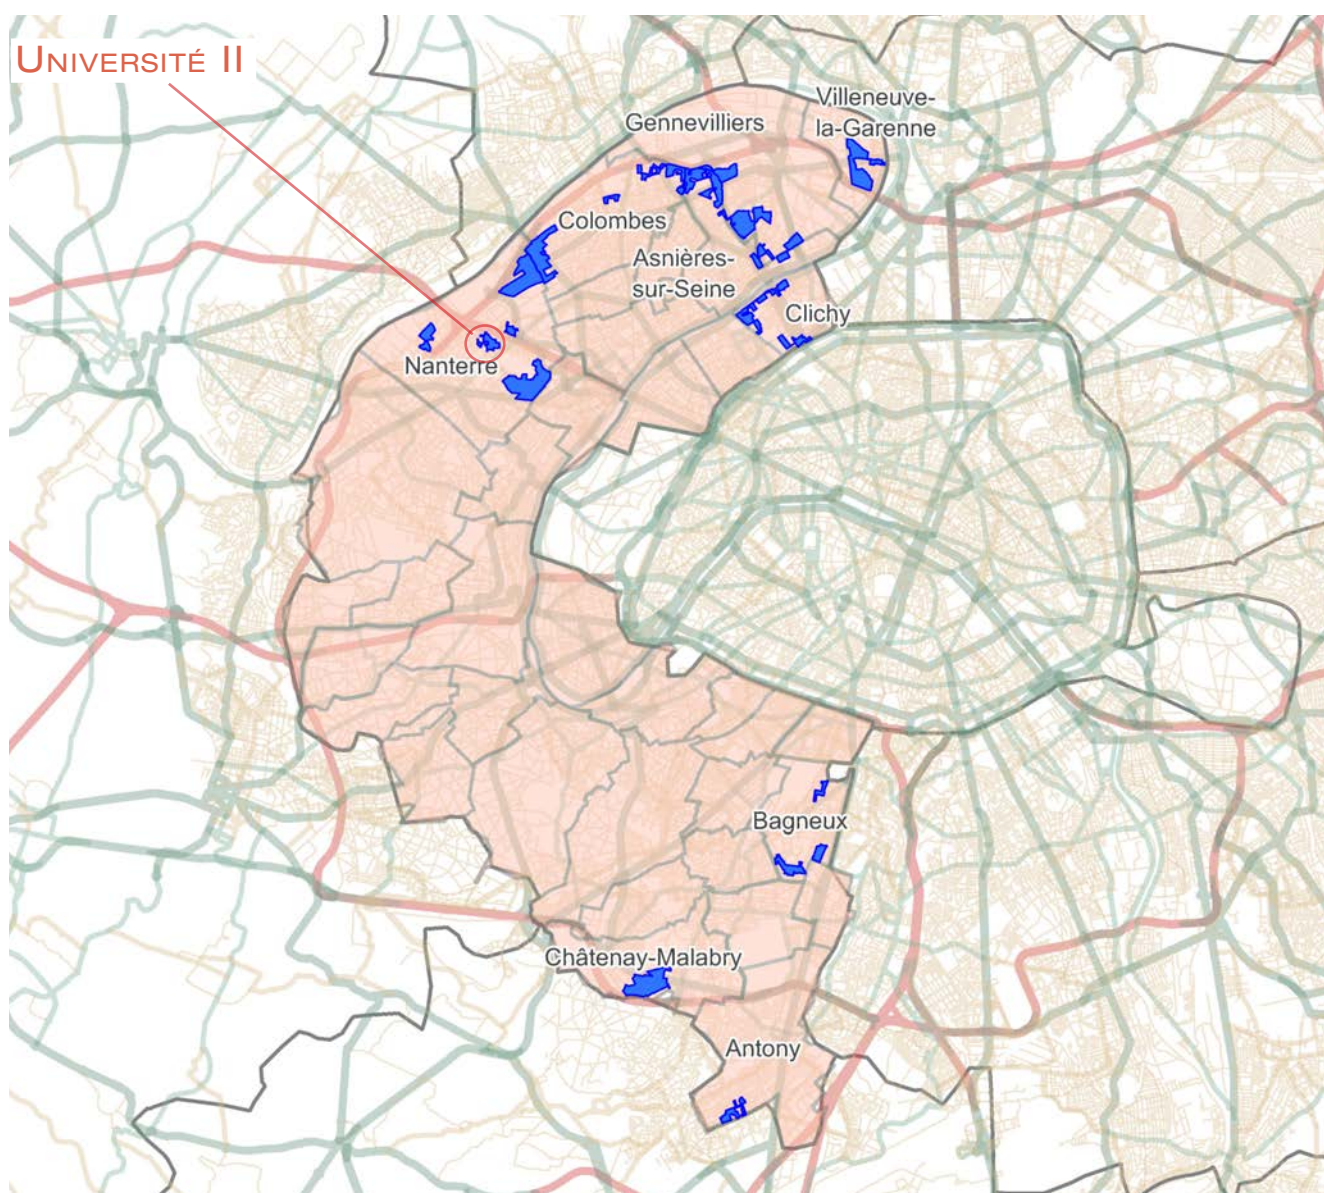 UNIVERSITÉ II
Villeneuve-
la-Garenne
Gennevilliers
Colombes
Asnières-
sur-Seine
Clichy
Nanterre
Bagneux
Châtenay-Malabry
Antony